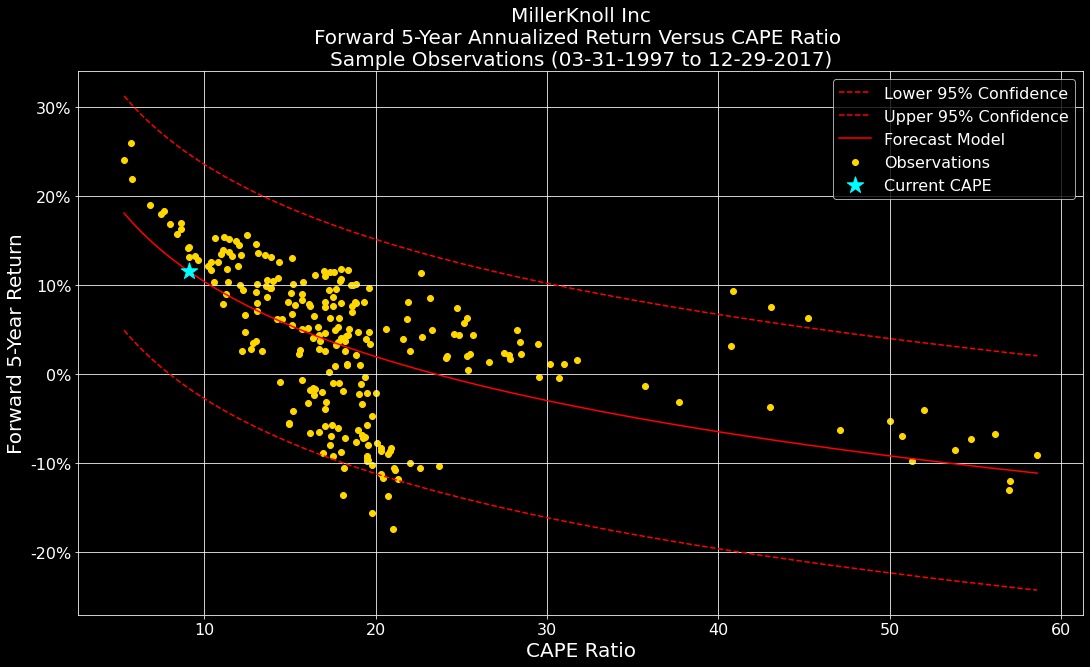 MillerKnoll Inc
Forward 5-Year Annualized Return Versus CAPE Ratio
Sample Observations (03-31-1997 to 12-29-2017)
Lower 95% Confidence
Upper 95% Confidence
Forecast Model
Observations
Current CAPE
Forward 5-Year Return
30%
20%
10%
0%
-10%
-20%
10 20 30 40 50 60
CAPE Ratio